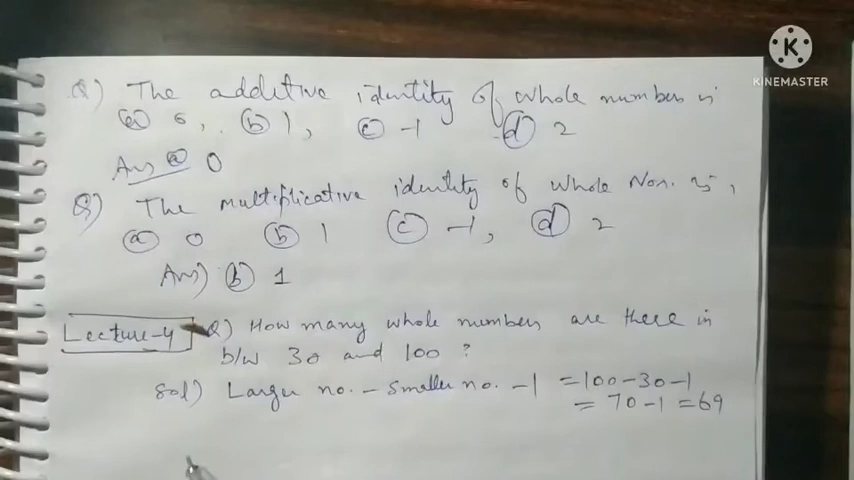 KINEMASTER
Q) The additive identity of whole numbers is
(a) 0, (b) 1, (c) -1 (d) 2
Ans (a) 0
Q) The multiplicative identity of whole Nos. is,
(a) 0 (b) 1 (c) -1, (d) 2
Ans) (b) 1
Lecture-4 Q) How many whole numbers are there in
b/w 30 and 100 ?
Sol) Larger no. - Smaller no. -1 = 100-30-1
= 70-1 = 69